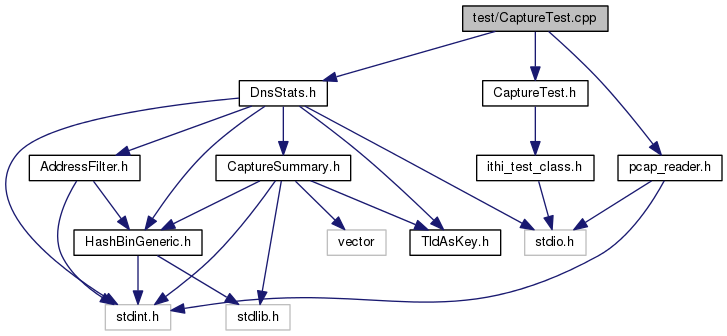 test/CaptureTest.cpp
DnsStats.h
CaptureTest.h
AddressFilter.h
CaptureSummary.h
ithi_test_class.h
pcap_reader.h
HashBinGeneric.h
vector
TldAsKey.h
stdio.h
stdint.h
stdlib.h